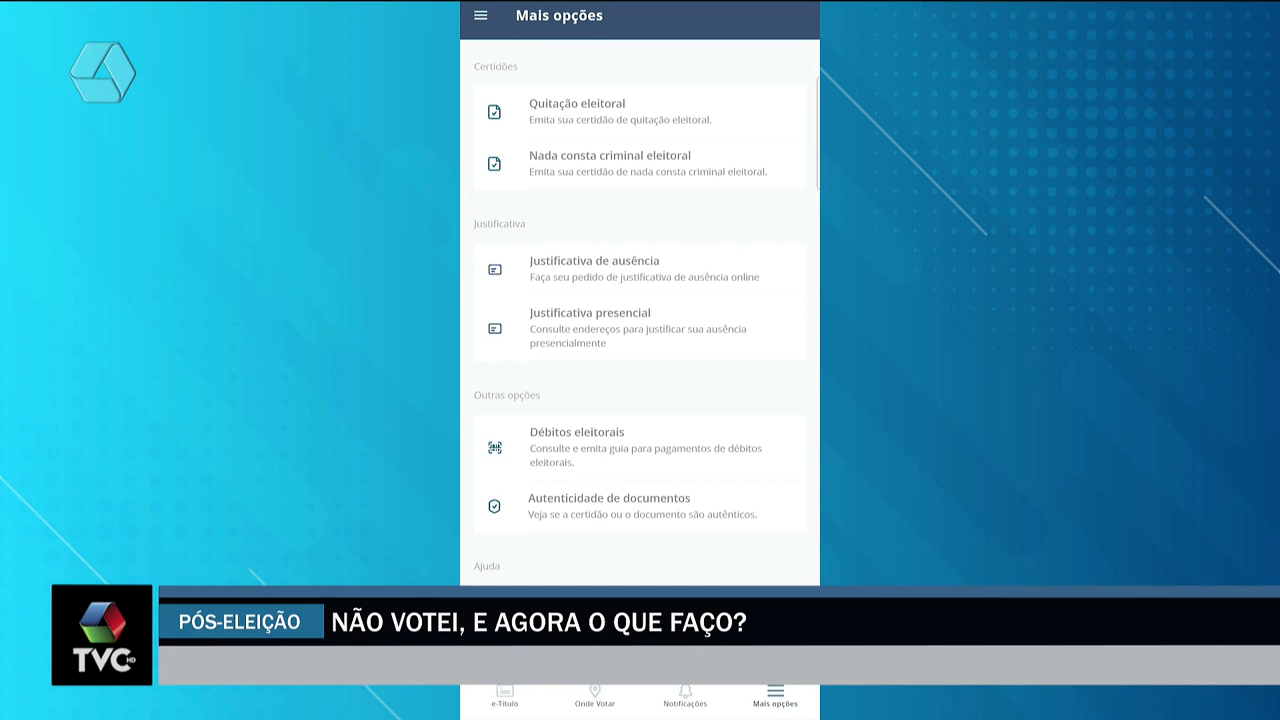 Mais opções
Certidões
Quitação eleitoral
Emita sua certidão de quitação eleitoral.
Nada consta criminal eleitoral
Emita sua certidão de nada consta criminal eleitoral.
Justificativa
Justificativa de ausência
Faça seu pedido de justificativa de ausência online
Justificativa presencial
Consulte endereços para justificar sua ausência
presencialmente
Outras opções
Débitos eleitorais
Consulte e emita guia para pagamentos de débitos
eleitorais.
Autenticidade de documentos
Veja se a certidão ou o documento são autênticos.
Ajuda
PÓS-ELEIÇÃO NÃO VOTEI, E AGORA O QUE FAÇO?
TVC HD
e-Título Onde Votar Notificações Mais opções